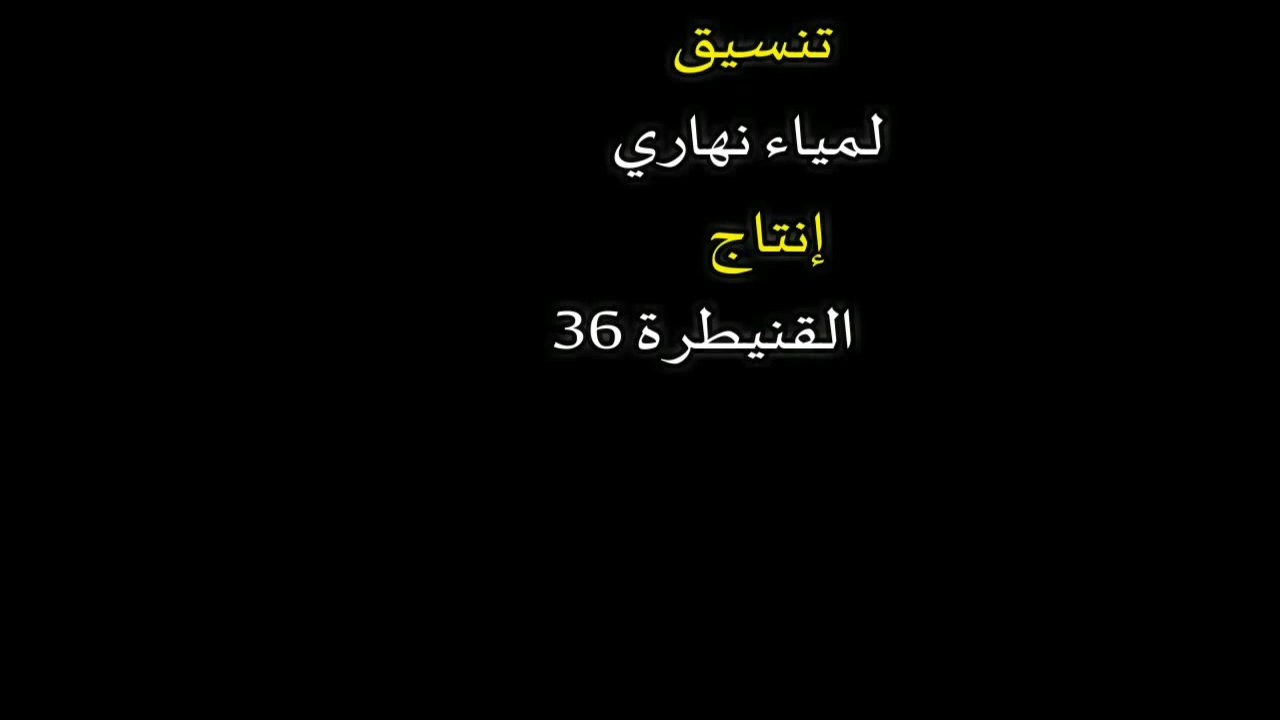 تنسيق
لمياء نهاري
إنتاج
القنيطرة 36